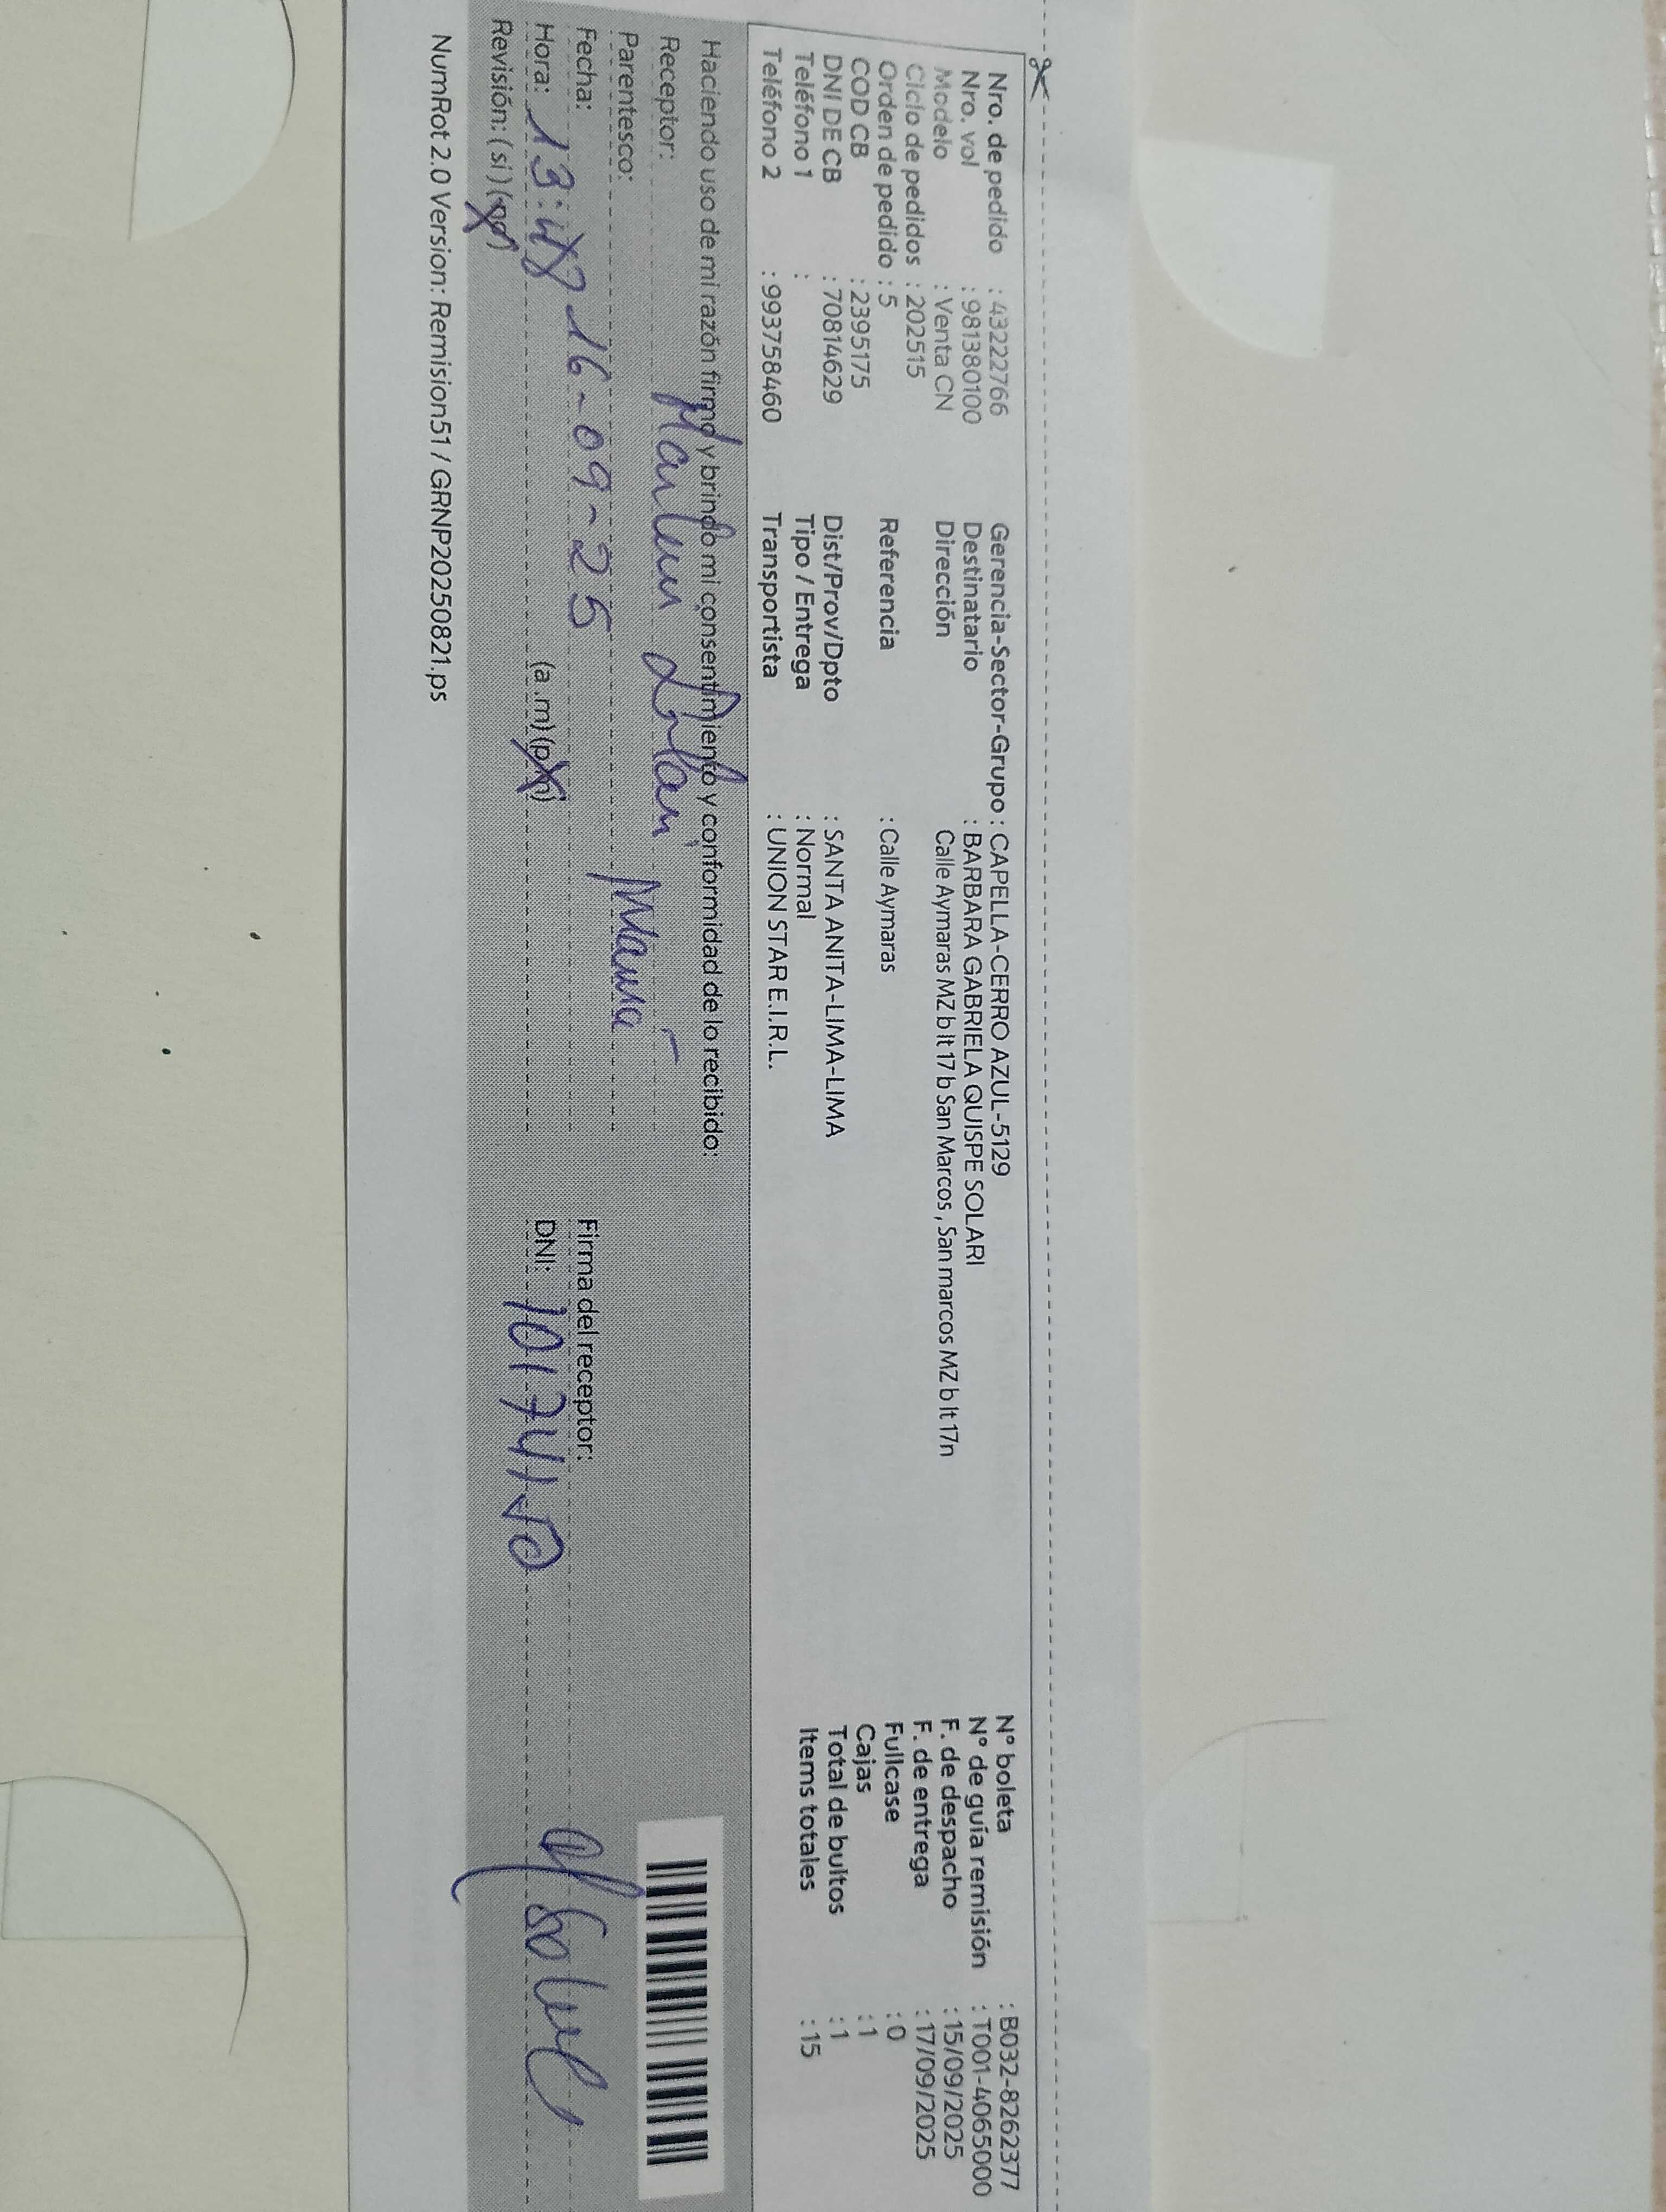 Nro. de pedido : 43222766
Nro. vol : 981380100
Modelo : Venta CN
Ciclo de pedidos : 202515
Orden de pedido : 5
COD CB : 2395175
DNI DE CB : 70814629
Teléfono 1 :
Teléfono 2 : 993758460
Gerencia-Sector-Grupo : CAPELLA-CERRO AZUL-5129
Destinatario : BARBARA GABRIELA QUISPE SOLARI
Dirección Calle Aymaras MZ b lt 17 b San Marcos , San marcos MZ b lt 17n
Referencia : Calle Aymaras
Dist/Prov/Dpto : SANTA ANITA-LIMA-LIMA
Tipo / Entrega : Normal
Transportista : UNION STAR E.I.R.L.
N° boleta : B032-8262377
N° de guía remisión : T001-4065000
F. de despacho : 15/09/2025
F. de entrega : 17/09/2025
Fullcase : 0
Cajas : 1
Total de bultos : 1
Items totales : 15
Haciendo uso de mi razón firmo y brindo mi consentimiento y conformidad de lo recibido:
Receptor:
Parentesco: Mamá
Fecha: 16-09-25
Hora: 13: (a .m) (p.m)
Revisión: ( si ) (no)
Firma del receptor:
DNI:
NumRot 2.0 Version: Remision51 / GRNP20250821.ps